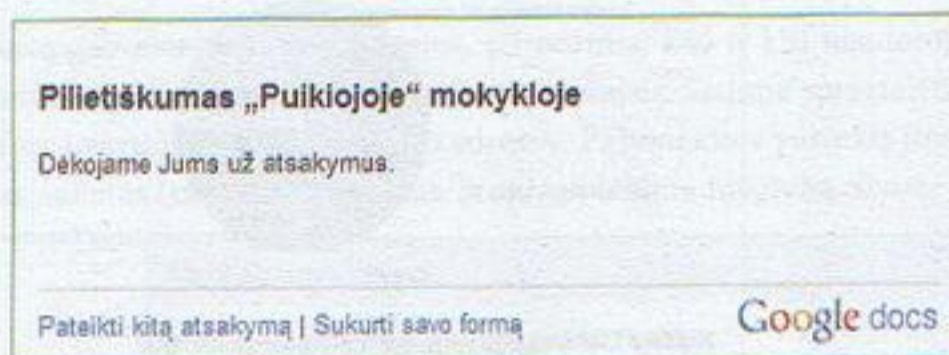 Pilietiškumas „Puikiojoje“ mokykloje
Dėkojame Jums už atsakymus.
Pateikti kitą atsakymą | Sukurti savo formą
Google docs